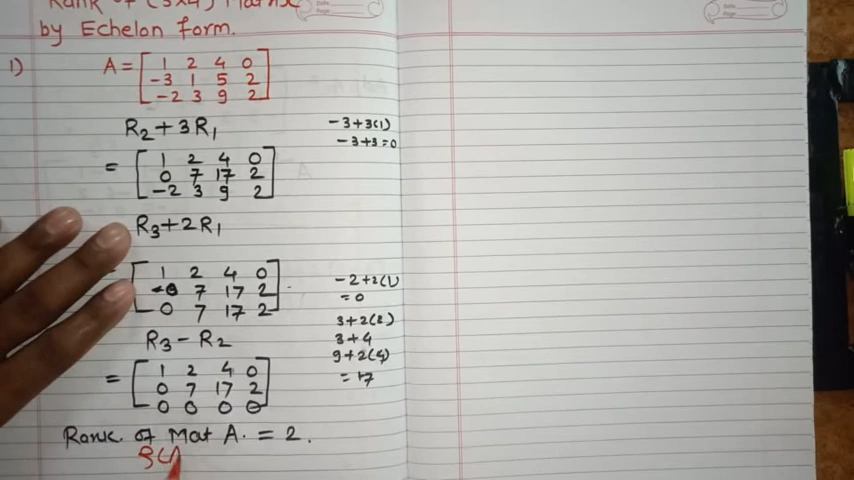 Rank of (3x4) Matrix
by Echelon form.
1) A = [ 1 2 4 0
-3 1 5 2
-2 3 9 2 ]
R2 + 3R1
-3+3(1)
-3+3=0
= [ 1 2 4 0
0 7 17 2
-2 3 9 2 ]
R3 + 2R1
= [ 1 2 4 0
0 7 17 2
0 7 17 2 ]
-2+2(1)
=0
3+2(2)
3+4
9+2(4)
=17
R3 - R2
= [ 1 2 4 0
0 7 17 2
0 0 0 0 ]
Rank of Mat A. = 2.